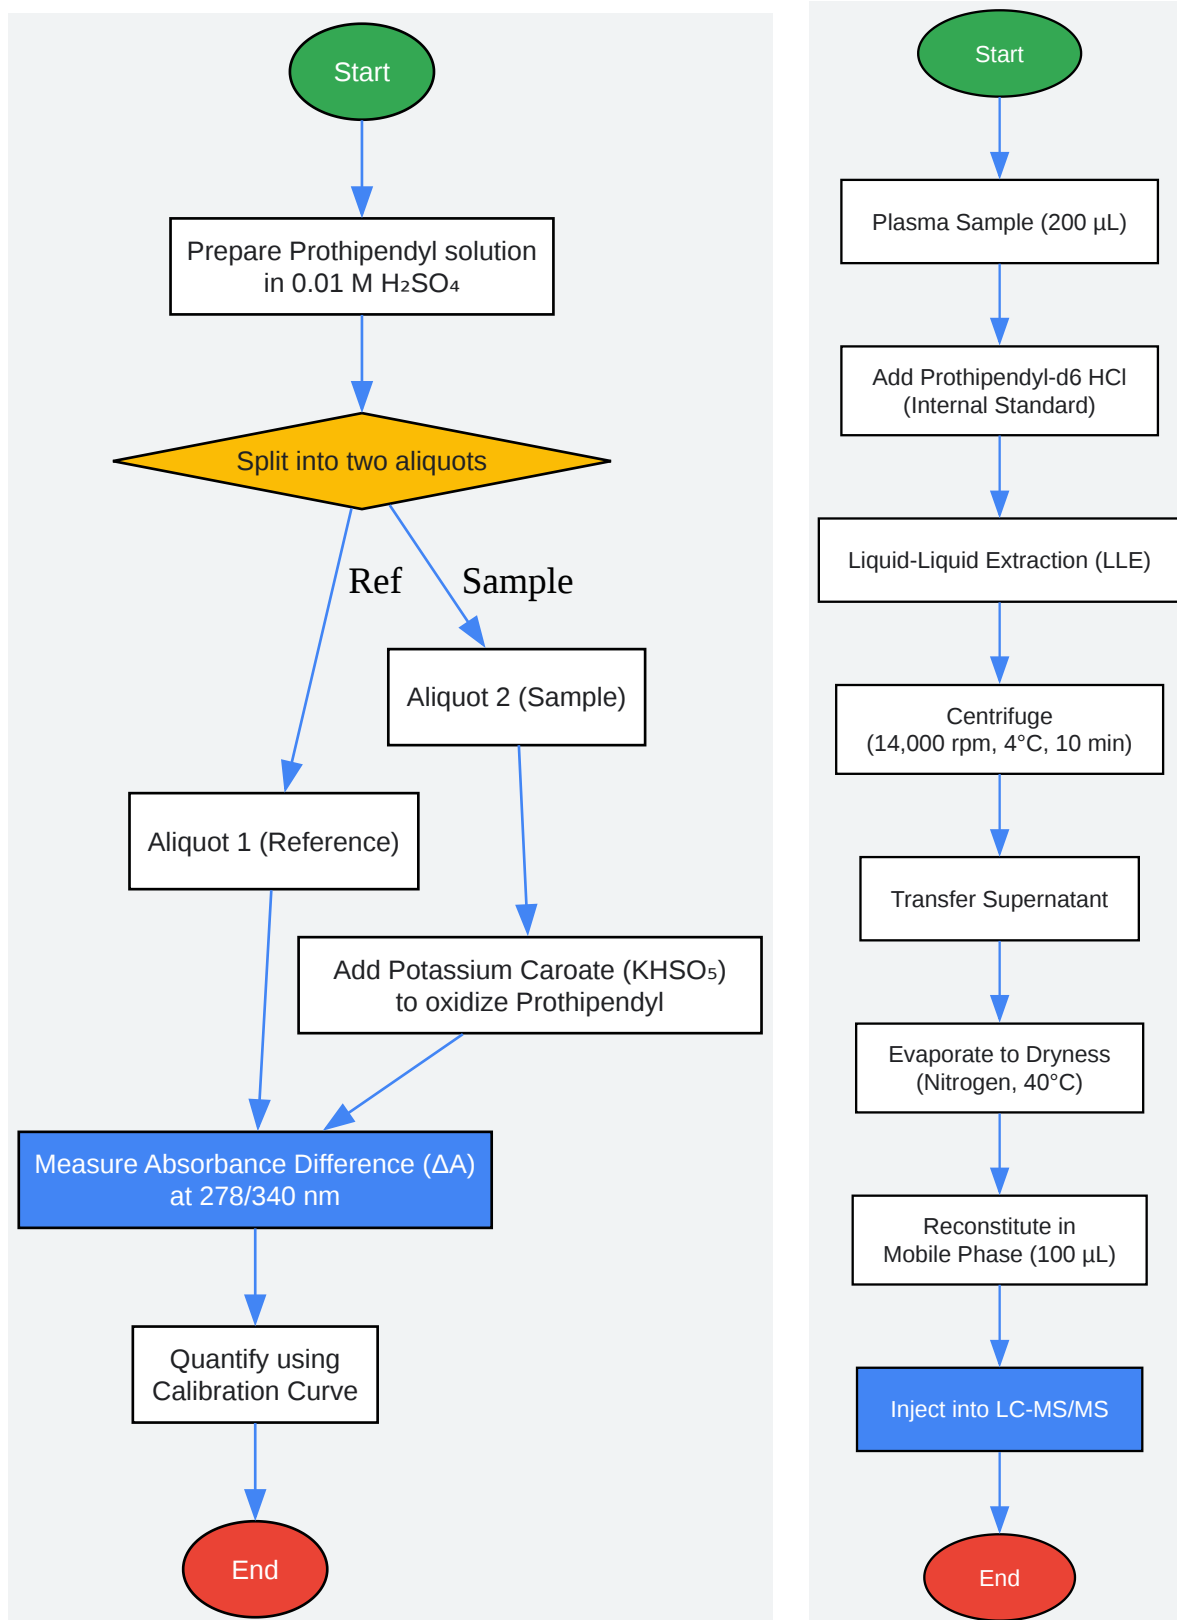 Start
Prepare Prothipendyl solution
in 0.01 M H₂SO₄
Split into two aliquots
Ref
Sample
Aliquot 2 (Sample)
Aliquot 1 (Reference)
Add Potassium Caroate (KHSO₅)
to oxidize Prothipendyl
Measure Absorbance Difference (ΔA)
at 278/340 nm
Quantify using
Calibration Curve
End
Start
Plasma Sample (200 µL)
Add Prothipendyl-d6 HCl
(Internal Standard)
Liquid-Liquid Extraction (LLE)
Centrifuge
(14,000 rpm, 4°C, 10 min)
Transfer Supernatant
Evaporate to Dryness
(Nitrogen, 40°C)
Reconstitute in
Mobile Phase (100 µL)
Inject into LC-MS/MS
End